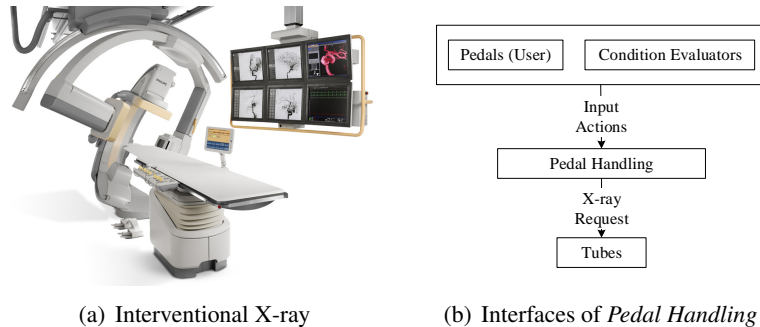 Pedals (User)
Condition Evaluators
Input
Actions
Pedal Handling
X-ray
Request
Tubes
(a) Interventional X-ray
(b) Interfaces of Pedal Handling